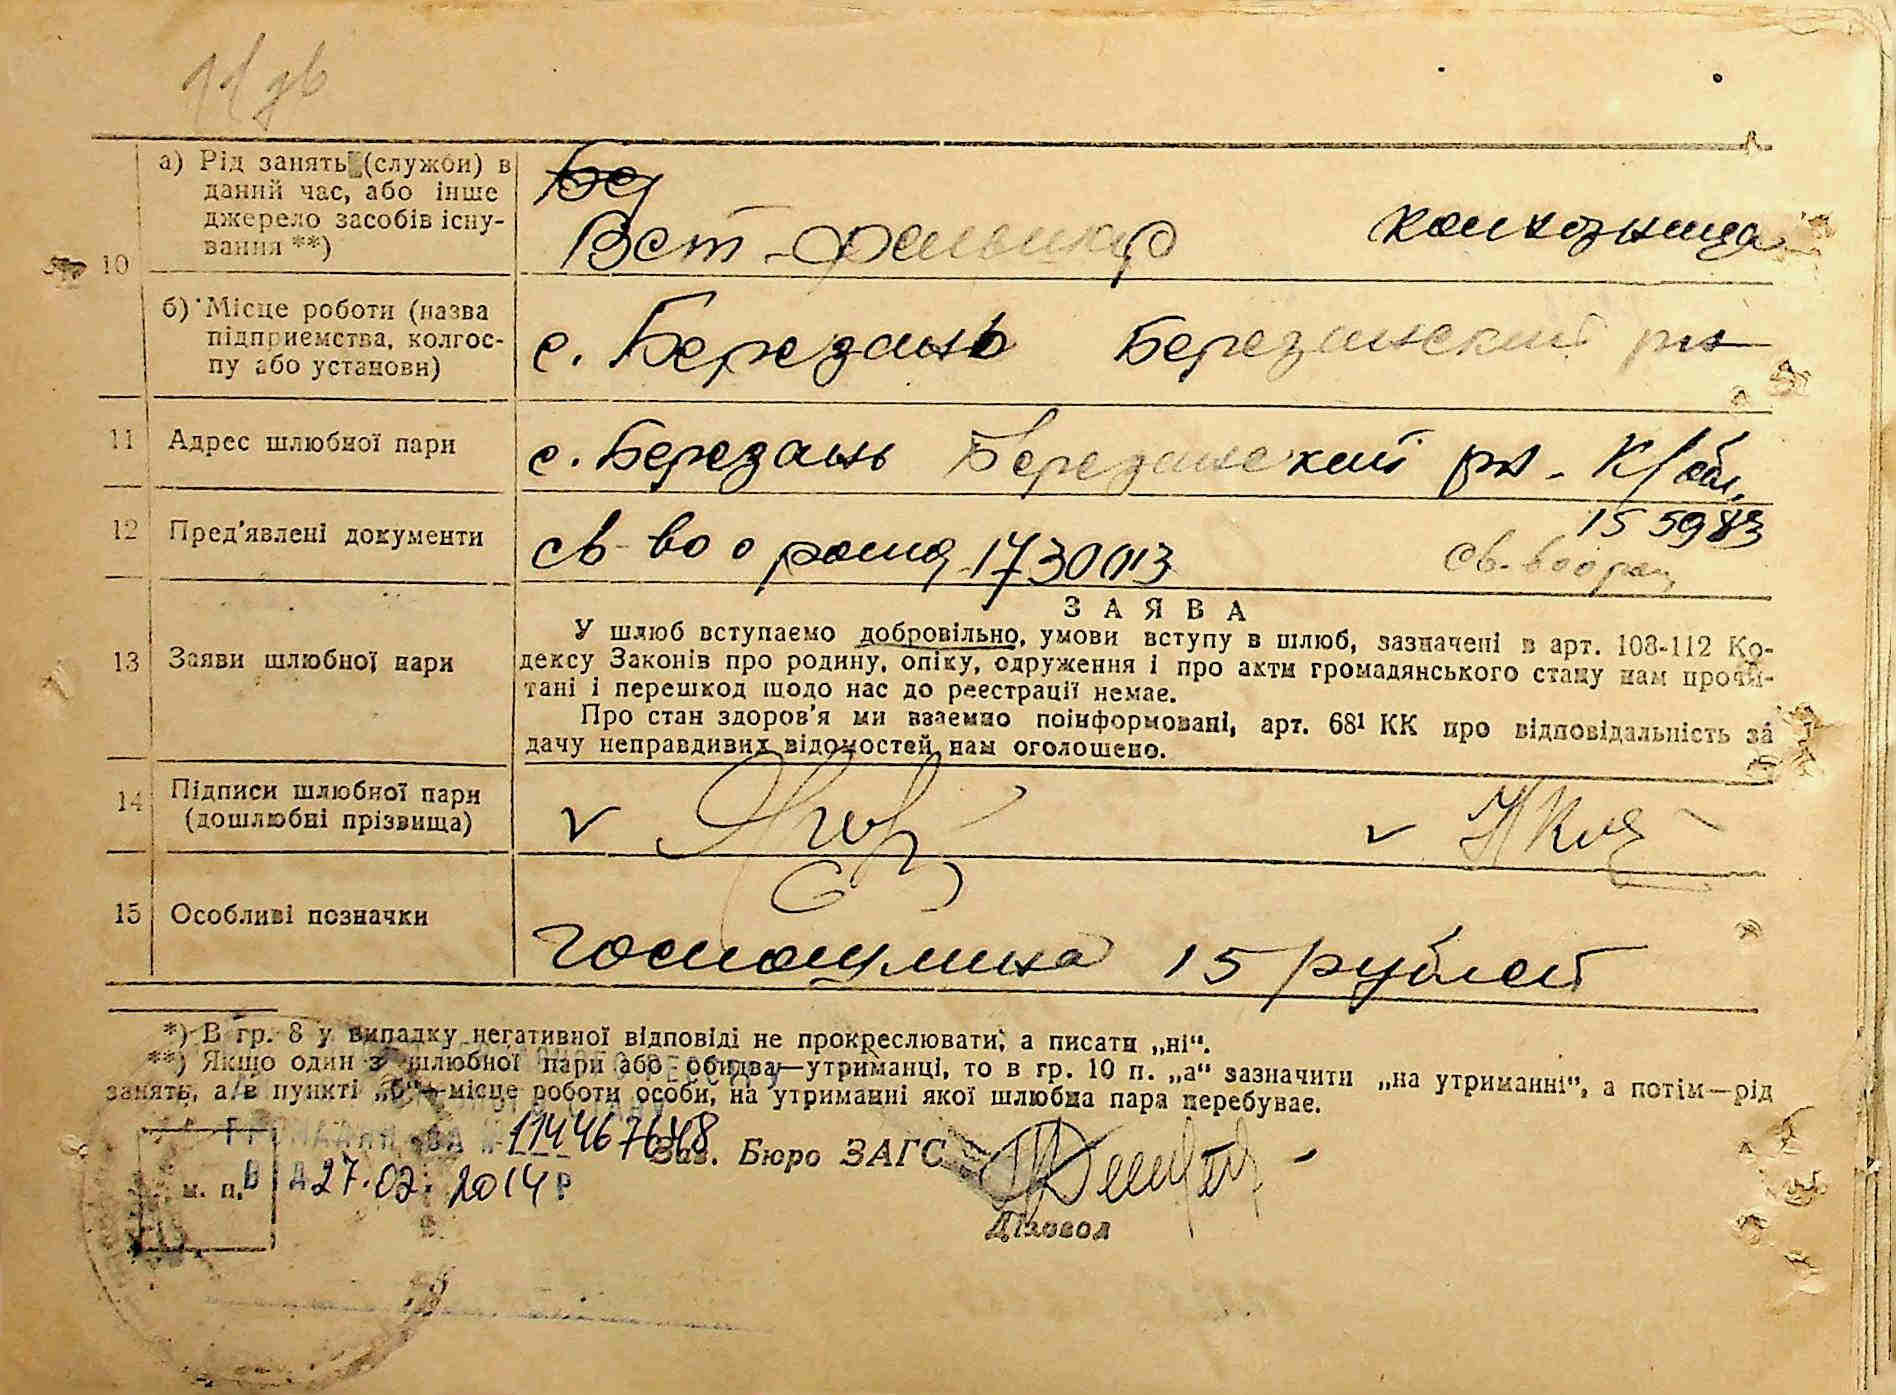 а) Рід занять (служби) в
даний час, або інше
джерело засобів існу-
вання **)
10
Вет-фельшер
колхозница
б) Місце роботи (назва
підприємства, колгос-
пу або установи)
с. Березань Березанский рн
11 Адрес шлюбної пари
с. Березань Березанский рн. К/обл.
12 Пред'явлені документи
св-во о рожд 1730013
155983
св-во о рожд
13 Заяви шлюбної пари
ЗАЯВА
У шлюб вступаємо добровільно, умови вступу в шлюб, зазначені в арт. 108-112 Ко-
дексу Законів про родину, опіку, одруження і про акти громадянського стану нам прочи-
тані і перешкод щодо нас до реєстрації немає.
Про стан здоров'я ми взаємно поінформовані, арт. 68¹ КК про відповідальність за
дачу неправдивих відомостей нам оголошено.
14 Підписи шлюбної пари
(дошлюбні прізвища)
15 Особливі позначки
госпошлина 15 рублей
*) В гр. 8 у випадку негативної відповіді не прокреслювати, а писати „ні“.
**) Якщо один з шлюбної пари або обидва—утриманці, то в гр. 10 п. „а“ зазначити „на утриманні“, а потім—рід
занять, а/в пункті „б“—місце роботи особи, на утриманні якої шлюбна пара перебуває.
Зав. Бюро ЗАГС
м. п.
ВІД 27.02.2014 р
Діловод